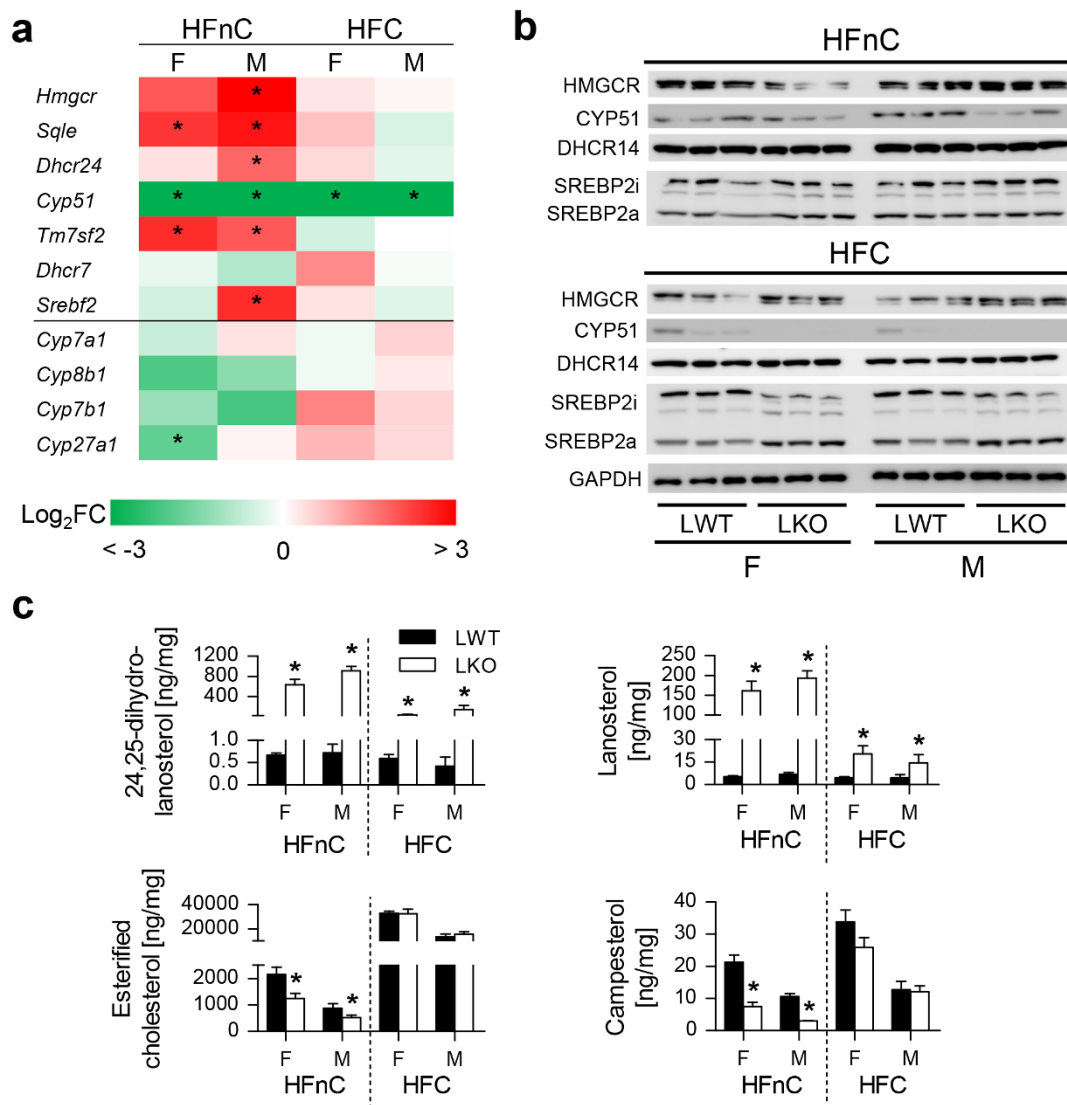 a
HFnC HFC
F M F M
Hmgcr *
Sqle * *
Dhcr24 *
Cyp51 * * * *
Tm7sf2 * *
Dhcr7
Srebf2 *
Cyp7a1
Cyp8b1
Cyp7b1
Cyp27a1 *
Log2FC
< -3 0 > 3
b
HFnC
HMGCR
CYP51
DHCR14
SREBP2i
SREBP2a
HFC
HMGCR
CYP51
DHCR14
SREBP2i
SREBP2a
GAPDH
LWT LKO LWT LKO
F M
c
24,25-dihydro-
lanosterol [ng/mg]
1200
800
400
1.0
0.5
0.0
* * * *
LWT
LKO
F M F M
HFnC HFC
Lanosterol
[ng/mg]
250
200
150
100
30
15
0
* * * *
F M F M
HFnC HFC
Esterified
cholesterol [ng/mg]
40000
20000
2000
1000
0
* *
F M F M
HFnC HFC
Campesterol
[ng/mg]
40
30
20
10
0
* *
F M F M
HFnC HFC